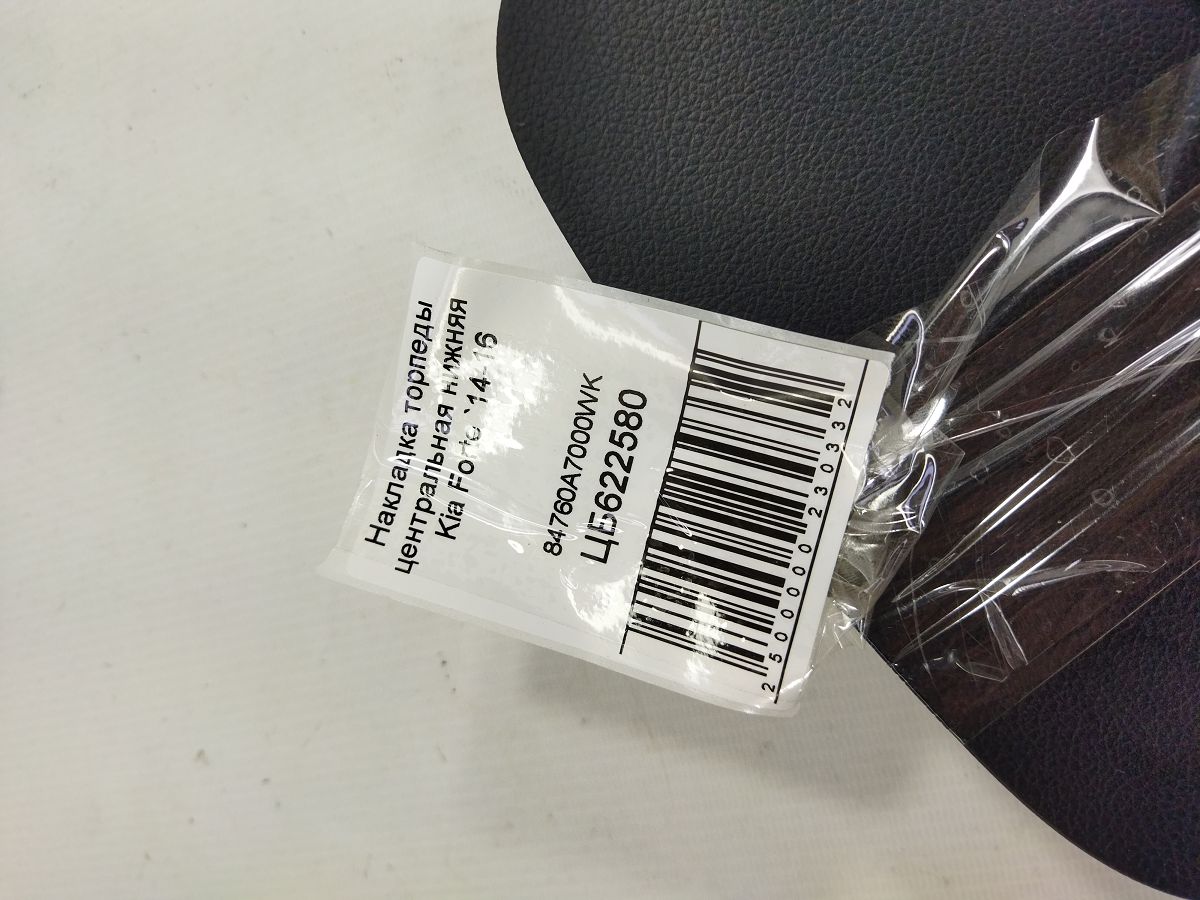 Накладка торпеды
центральная нижняя
Kia Forte `14-16
84760A7000WK
ЦБ622580
2500000230332